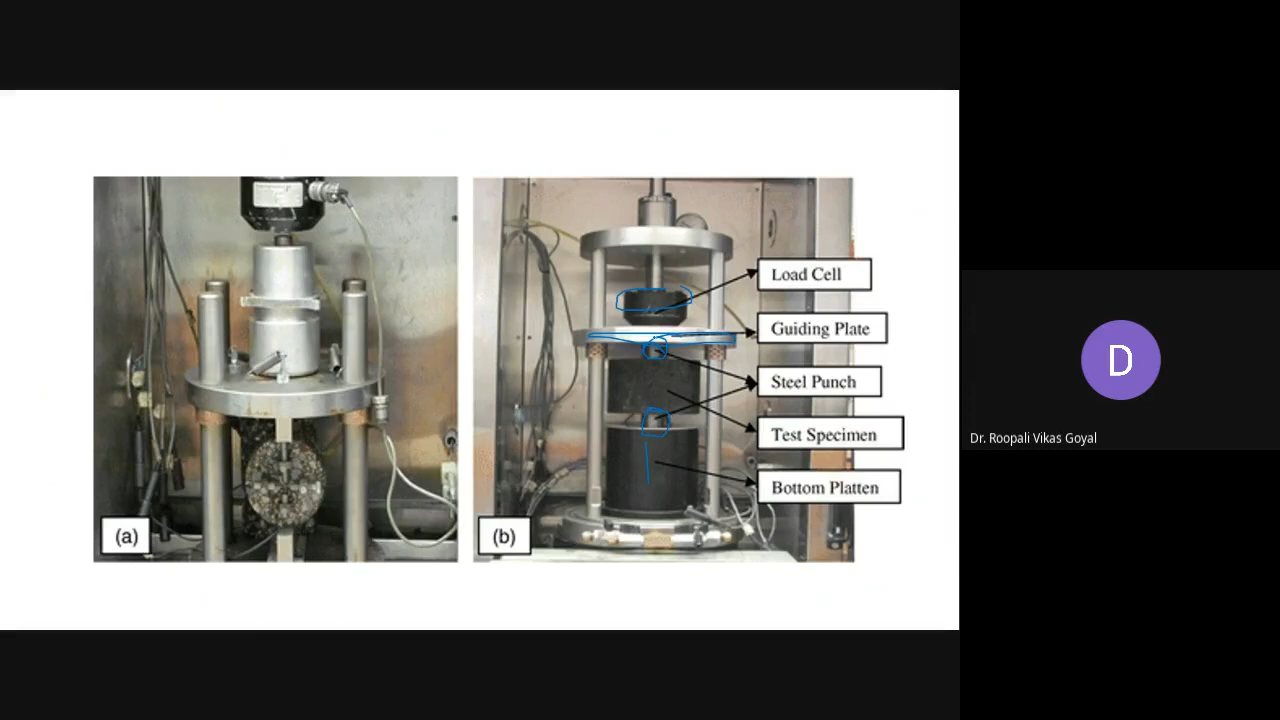 Load Cell
Guiding Plate
Steel Punch
Test Specimen
Bottom Platten
(a)
(b)
D
Dr. Roopali Vikas Goyal